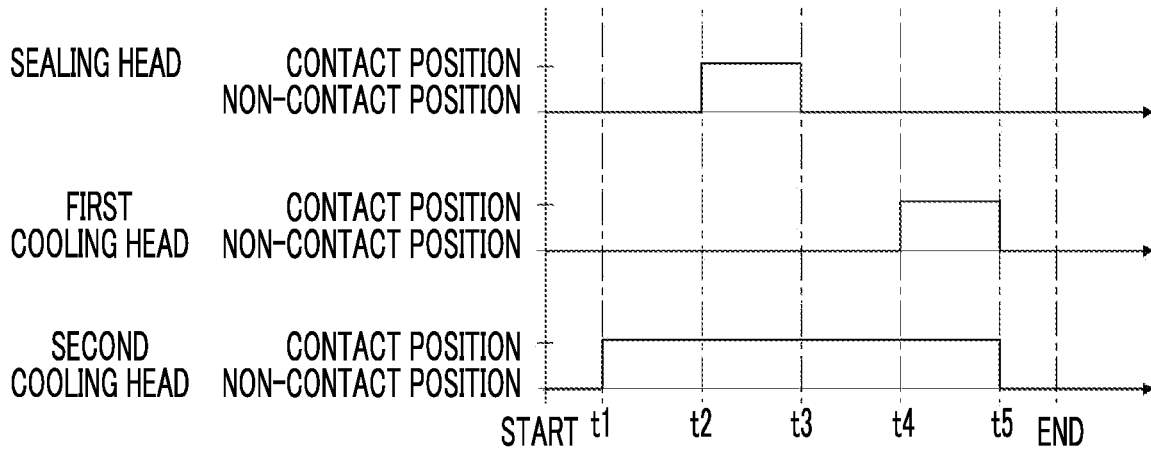 SEALING HEAD
CONTACT POSITION
NON-CONTACT POSITION
FIRST
COOLING HEAD
CONTACT POSITION
NON-CONTACT POSITION
SECOND
COOLING HEAD
CONTACT POSITION
NON-CONTACT POSITION
START t1 t2 t3 t4 t5 END